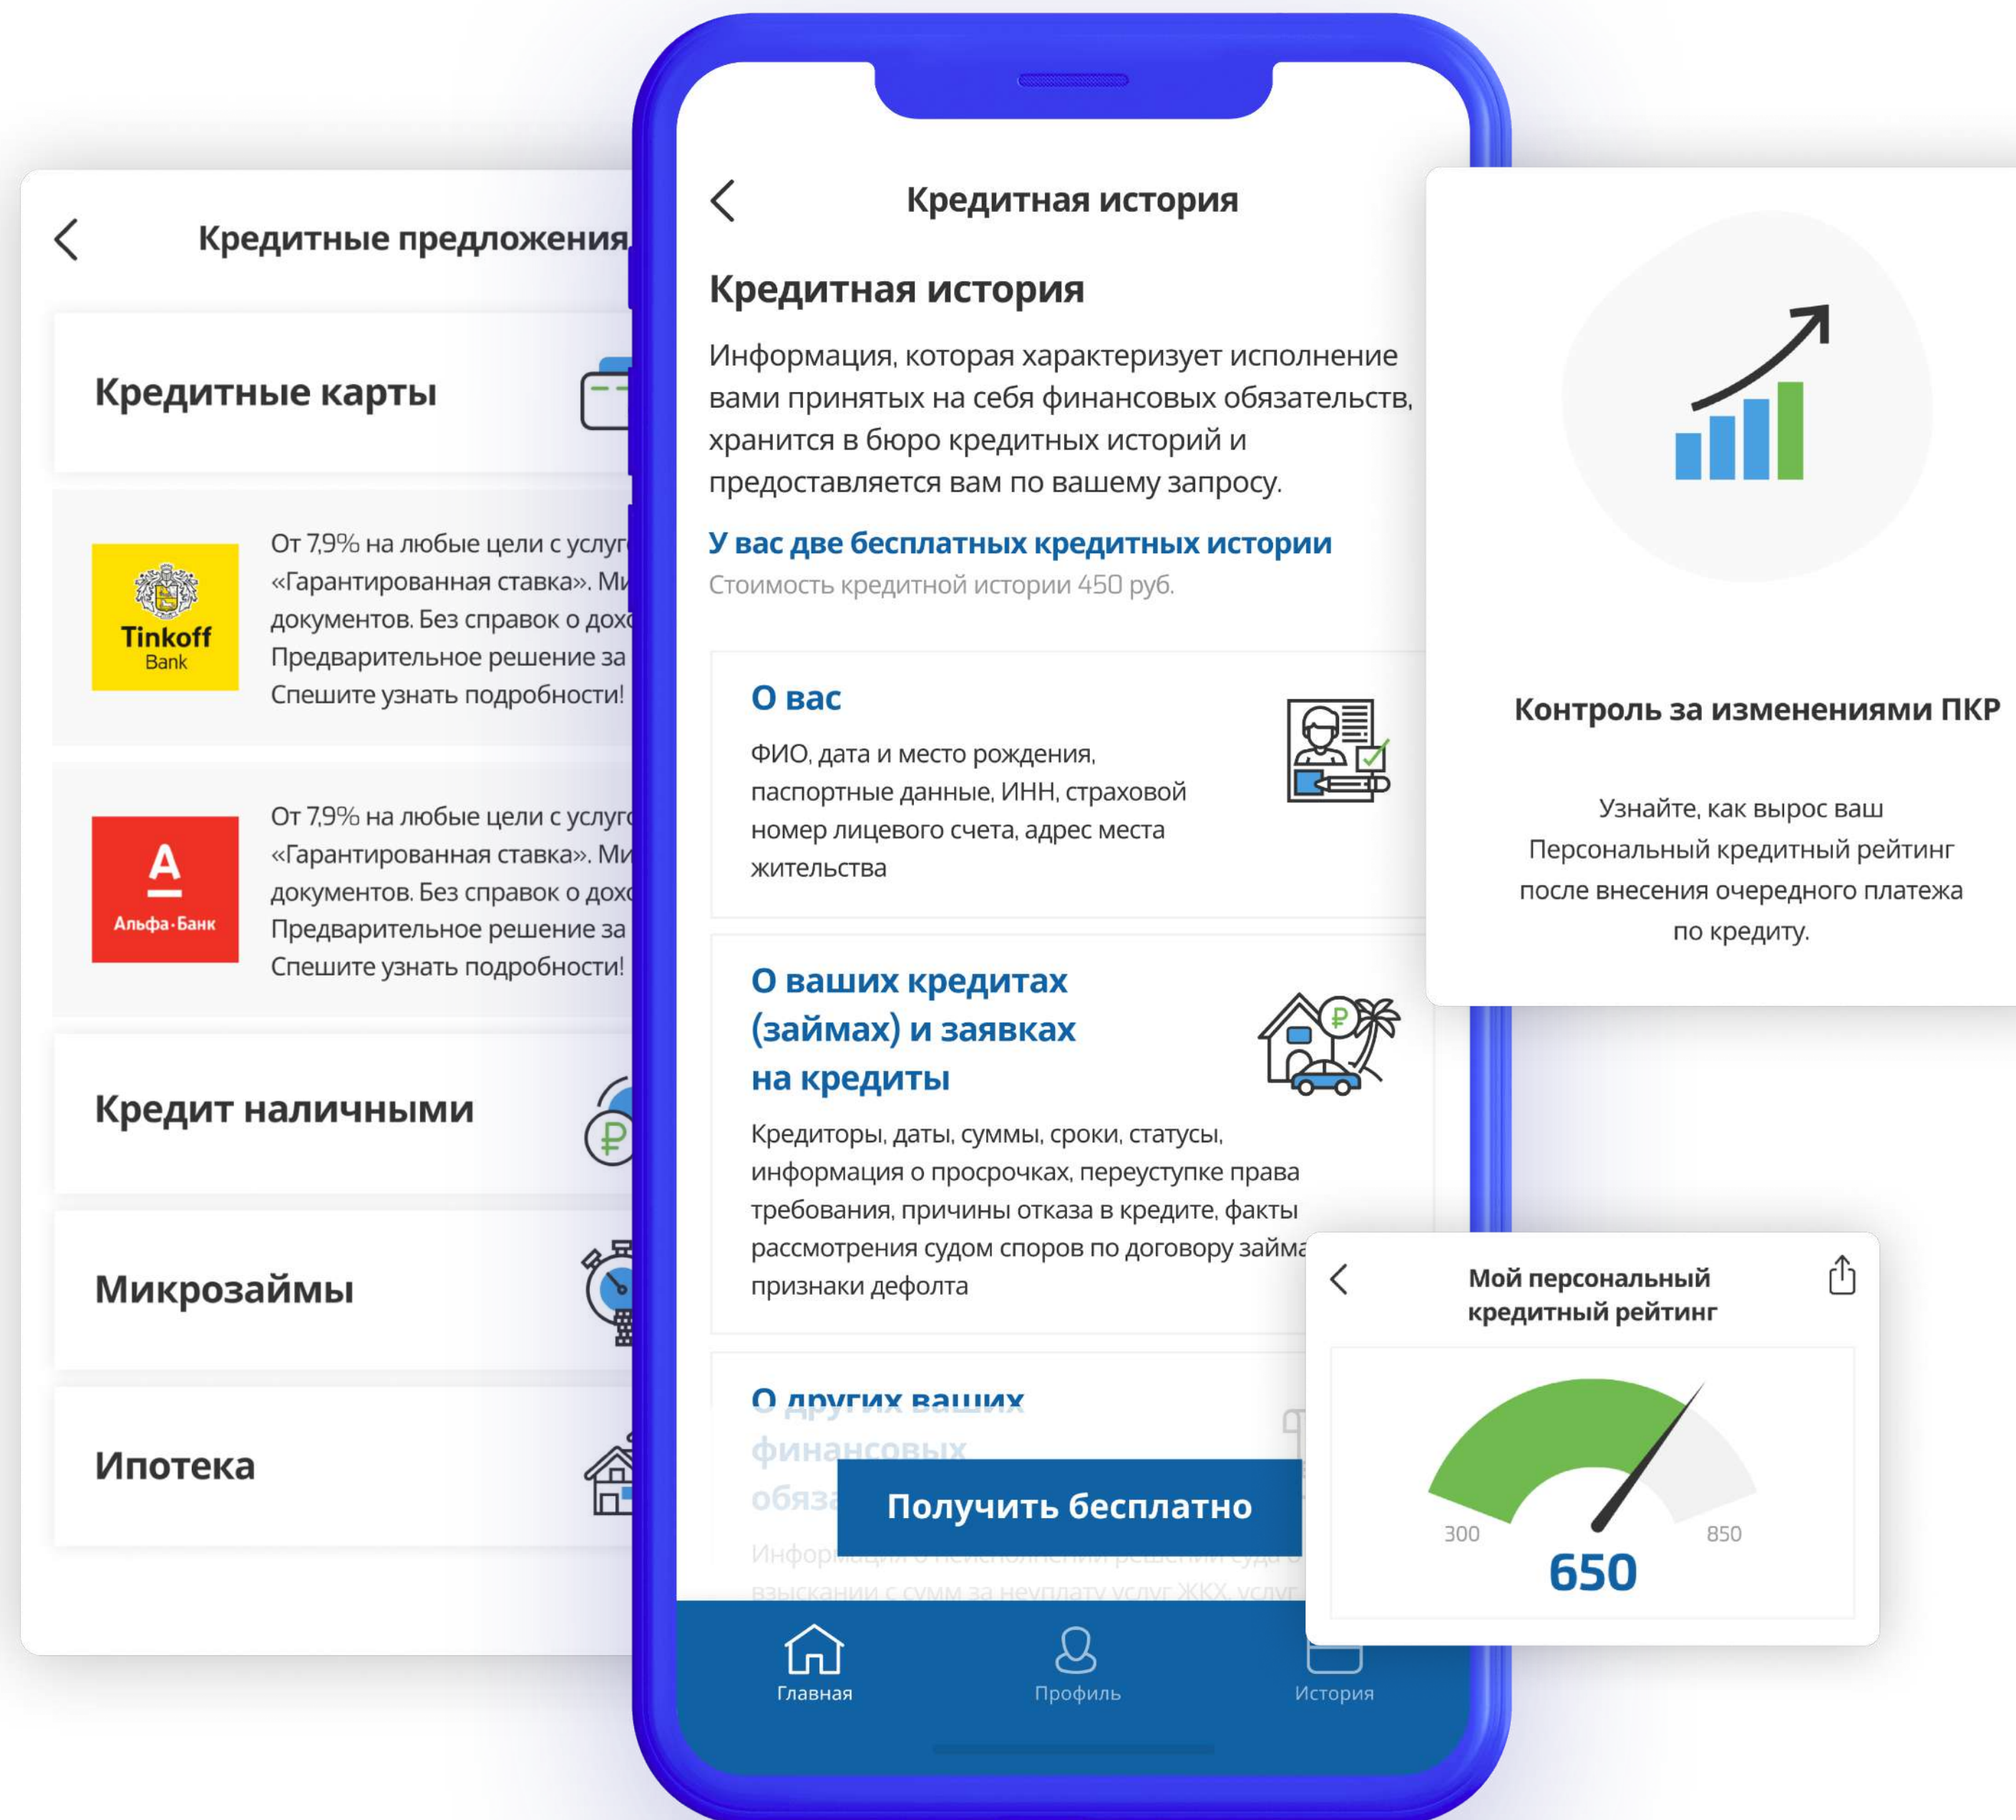 Кредитные предложения
Кредитные карты
Tinkoff
Bank
От 7,9% на любые цели с
«Гарантированная ставка».
документов. Без справок о
Предварительное решение за
Спешите узнать подробности!
А
Альфа·Банк
От 7,9% на любые цели с
«Гарантированная ставка».
документов. Без справок о
Предварительное решение за
Спешите узнать подробности!
Кредит наличными
Микрозаймы
Ипотека
Кредитная история
Кредитная история
Информация, которая характеризует исполнение
вами принятых на себя финансовых обязательств,
хранится в бюро кредитных историй и
предоставляется вам по вашему запросу.
У вас две бесплатных кредитных истории
Стоимость кредитной истории 450 руб.
О вас
ФИО, дата и место рождения,
паспортные данные, ИНН, страховой
номер лицевого счета, адрес места
жительства
О ваших кредитах
(займах) и заявках
на кредиты
Кредиторы, даты, суммы, сроки, статусы,
информация о просрочках, переуступке права
требования, причины отказа в кредите, факты
рассмотрения судом споров по договору займа
признаки дефолта
О других ваших
финансовых
Получить бесплатно
взыскании с сумм за неуплату услуг ЖКХ, услуг
Главная
Профиль
История
Контроль за изменениями ПКР
Узнайте, как вырос ваш
Персональный кредитный рейтинг
после внесения очередного платежа
по кредиту.
Мой персональный
кредитный рейтинг
300
850
650